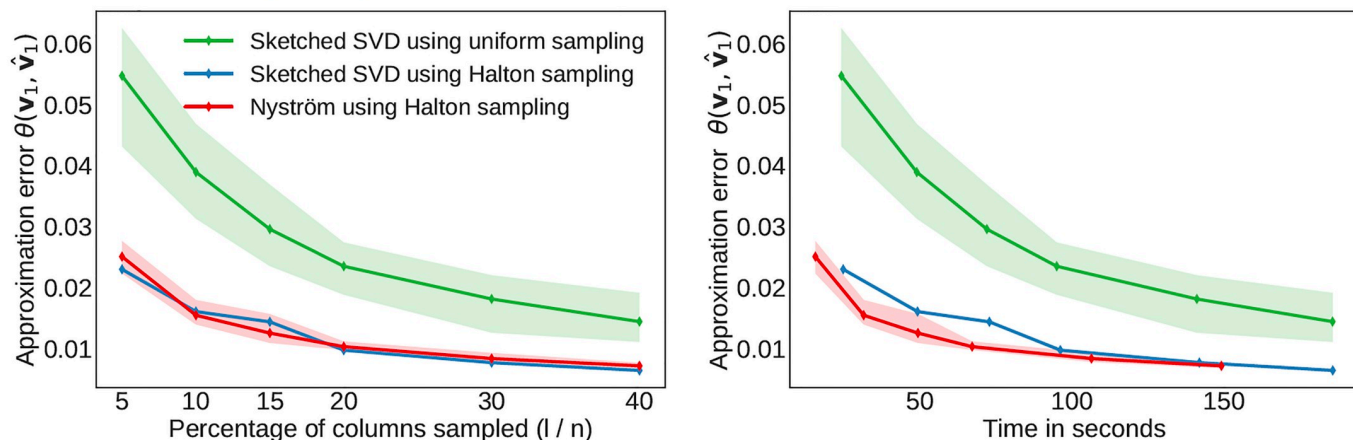 Approximation error θ(v₁, v̂₁)
0.06
0.05
0.04
0.03
0.02
0.01
Sketched SVD using uniform sampling
Sketched SVD using Halton sampling
Nyström using Halton sampling
5 10 15 20 30 40
Percentage of columns sampled (l / n)
Approximation error θ(v₁, v̂₁)
0.06
0.05
0.04
0.03
0.02
0.01
50 100 150
Time in seconds